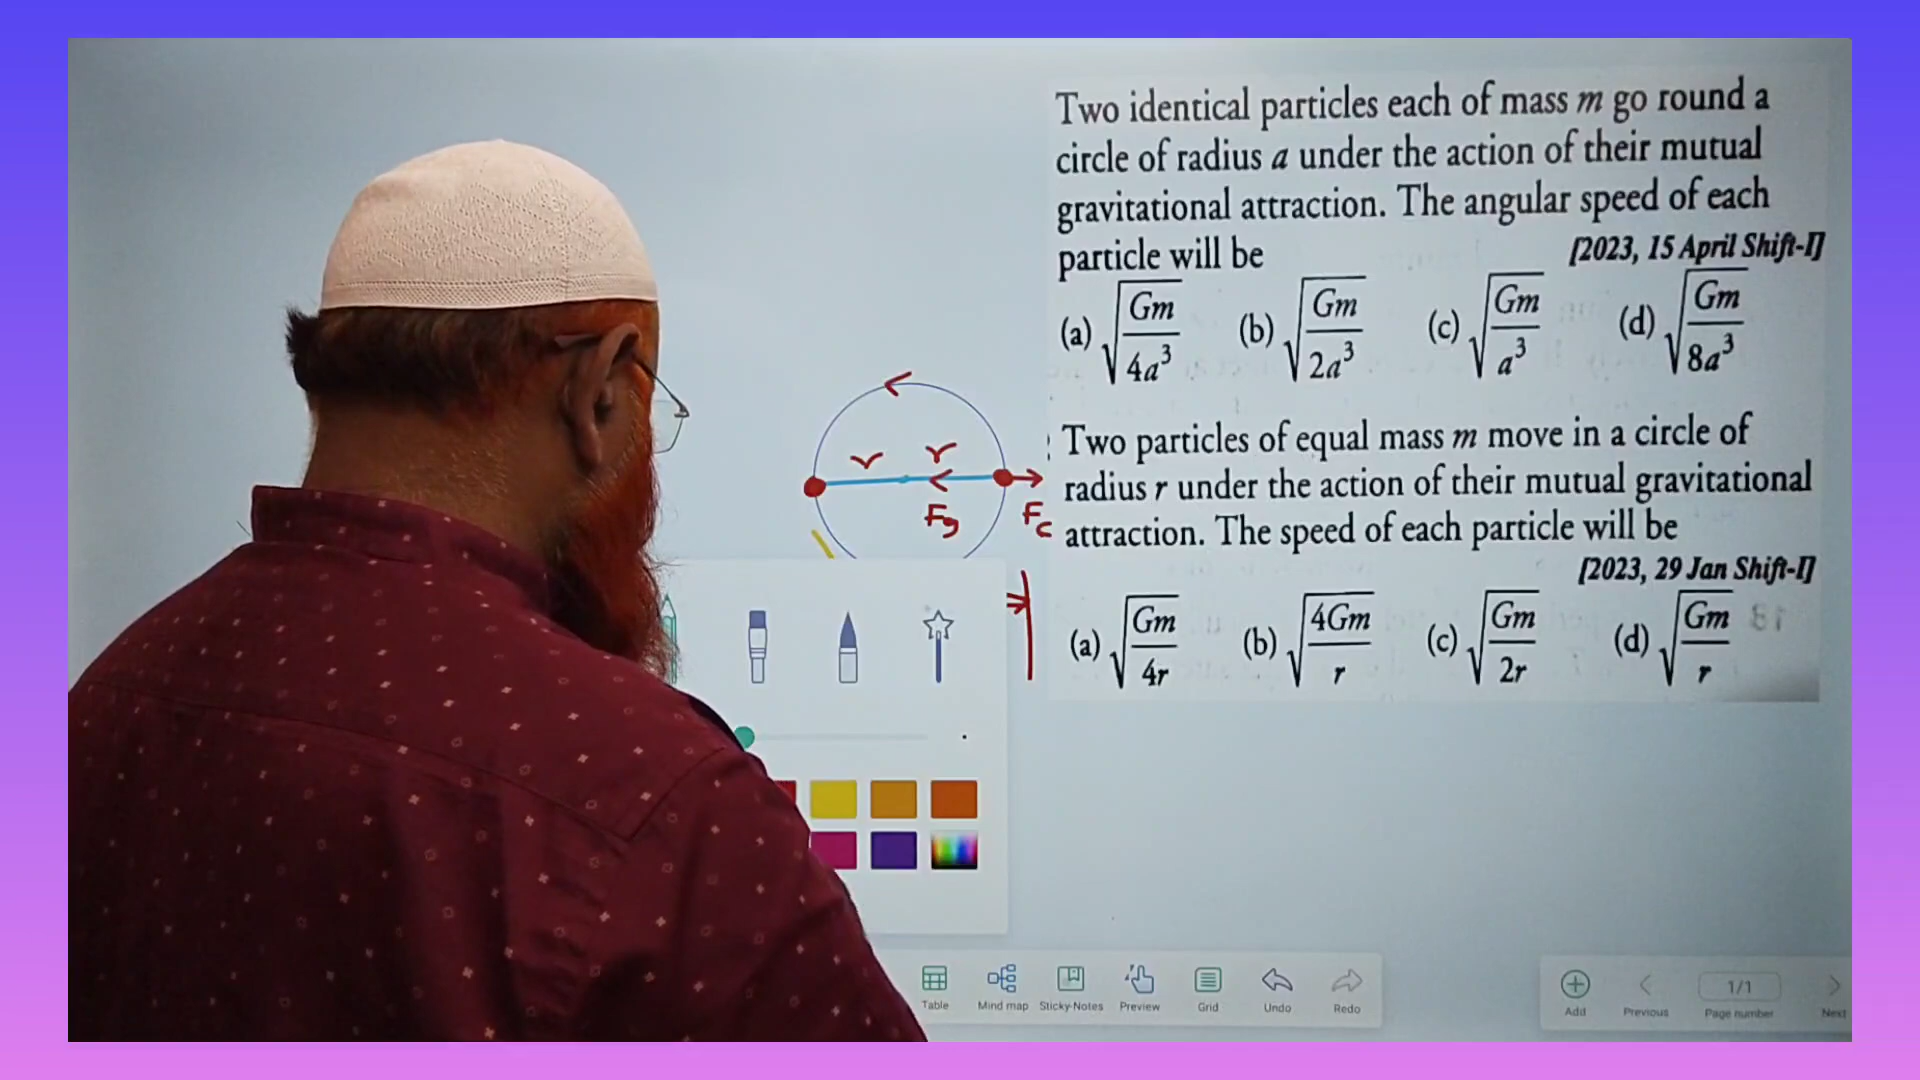 Two identical particles each of mass m go round a
circle of radius a under the action of their mutual
gravitational attraction. The angular speed of each
particle will be [2023, 15 April Shift-I]
(a) √(Gm/4a³) (b) √(Gm/2a³) (c) √(Gm/a³) (d) √(Gm/8a³)
r r
Fg Fc
Two particles of equal mass m move in a circle of
radius r under the action of their mutual gravitational
attraction. The speed of each particle will be
[2023, 29 Jan Shift-I]
(a) √(Gm/4r) (b) √(4Gm/r) (c) √(Gm/2r) (d) √(Gm/r)
Table Mind map Sticky-Notes Preview Grid Undo Redo
1/1
Add Previous Page number Next